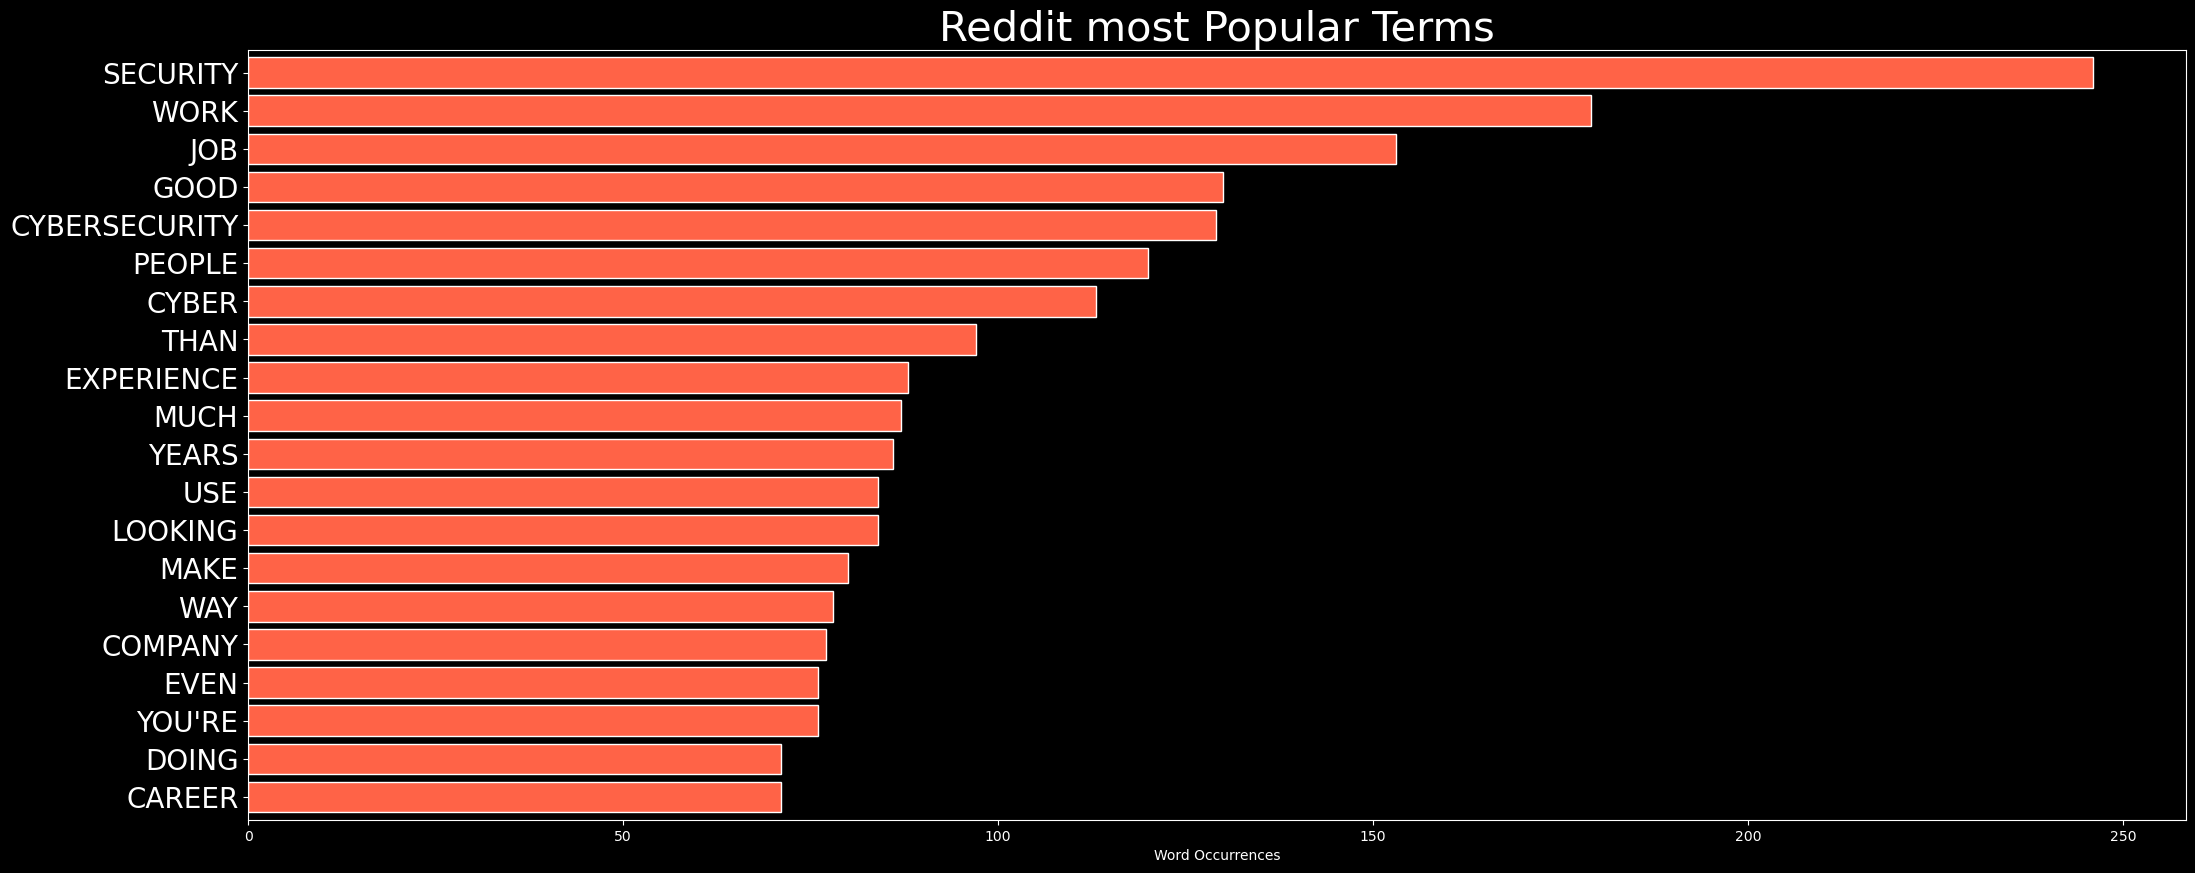 Reddit most Popular Terms
SECURITY
WORK
JOB
GOOD
CYBERSECURITY
PEOPLE
CYBER
THAN
EXPERIENCE
MUCH
YEARS
USE
LOOKING
MAKE
WAY
COMPANY
EVEN
YOU'RE
DOING
CAREER
0 50 100 150 200 250
Word Occurrences